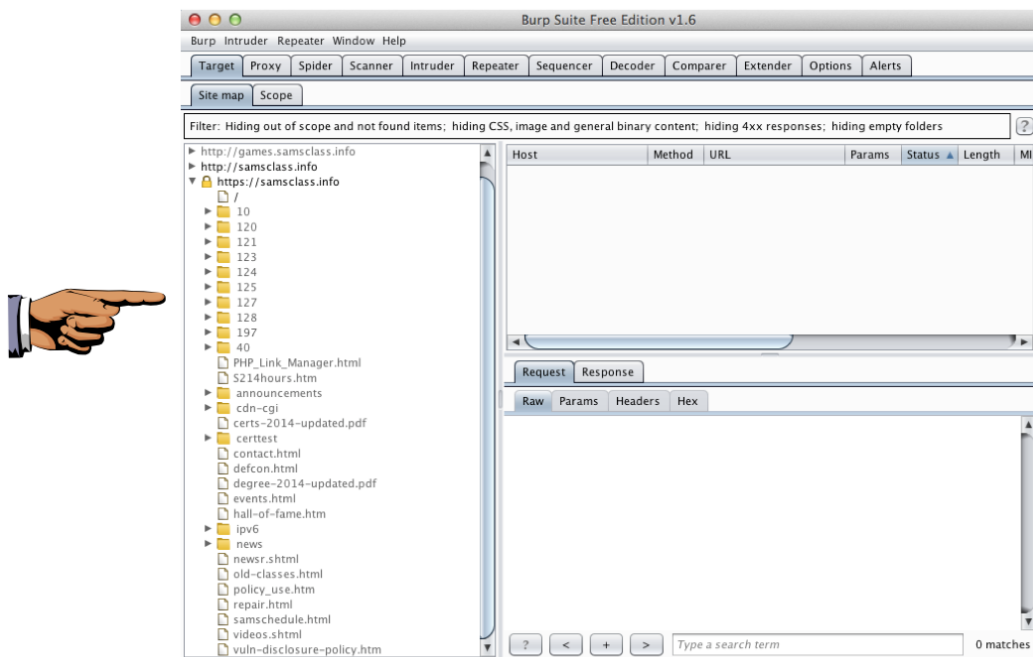 Burp Suite Free Edition v1.6
Burp Intruder Repeater Window Help
Target Proxy Spider Scanner Intruder Repeater Sequencer Decoder Comparer Extender Options Alerts
Site map Scope
Filter: Hiding out of scope and not found items; hiding CSS, image and general binary content; hiding 4xx responses; hiding empty folders ?
http://games.samsclass.info
http://samsclass.info
https://samsclass.info
/
10
120
121
123
124
125
127
128
197
40
PHP_Link_Manager.html
S214hours.htm
announcements
cdn-cgi
certs-2014-updated.pdf
certtest
contact.html
defcon.html
degree-2014-updated.pdf
events.html
hall-of-fame.htm
ipv6
news
newsr.shtml
old-classes.html
policy_use.htm
repair.html
samschedule.html
videos.shtml
vuln-disclosure-policy.htm
Host Method URL Params Status Length MI
Request Response
Raw Params Headers Hex
? < + > Type a search term 0 matches